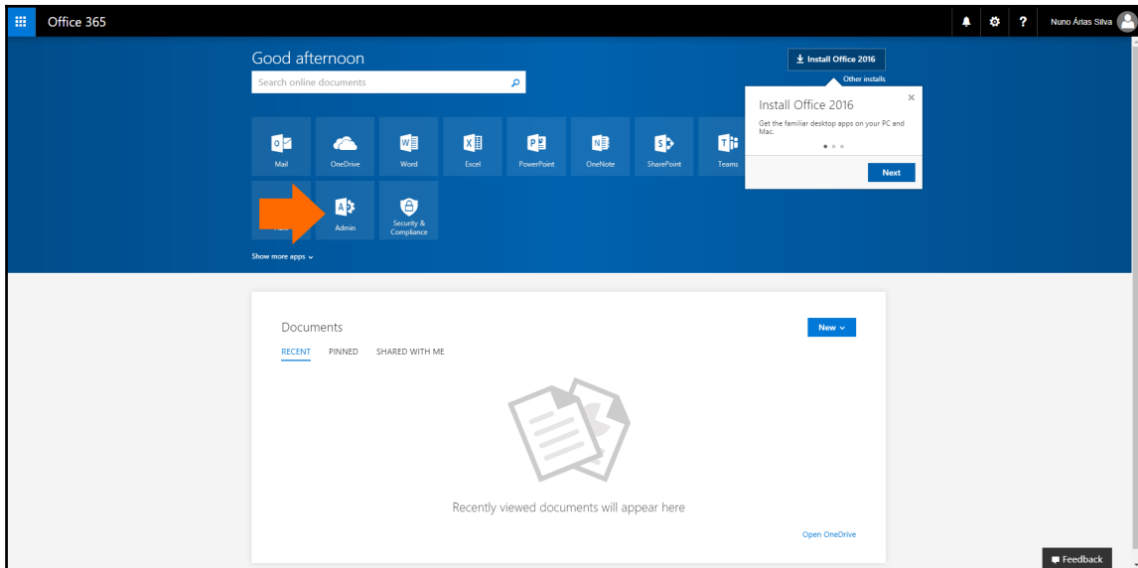 Office 365
? Nuno Árias Silva
Good afternoon
Install Office 2016
Search online documents
Other installs
Install Office 2016
Get the familiar desktop apps on your PC and
Mac.
Next
Mail
OneDrive
Word
Excel
PowerPoint
OneNote
SharePoint
Teams
Admin
Security &
Compliance
Show more apps
Documents
New
RECENT PINNED SHARED WITH ME
Recently viewed documents will appear here
Open OneDrive
Feedback